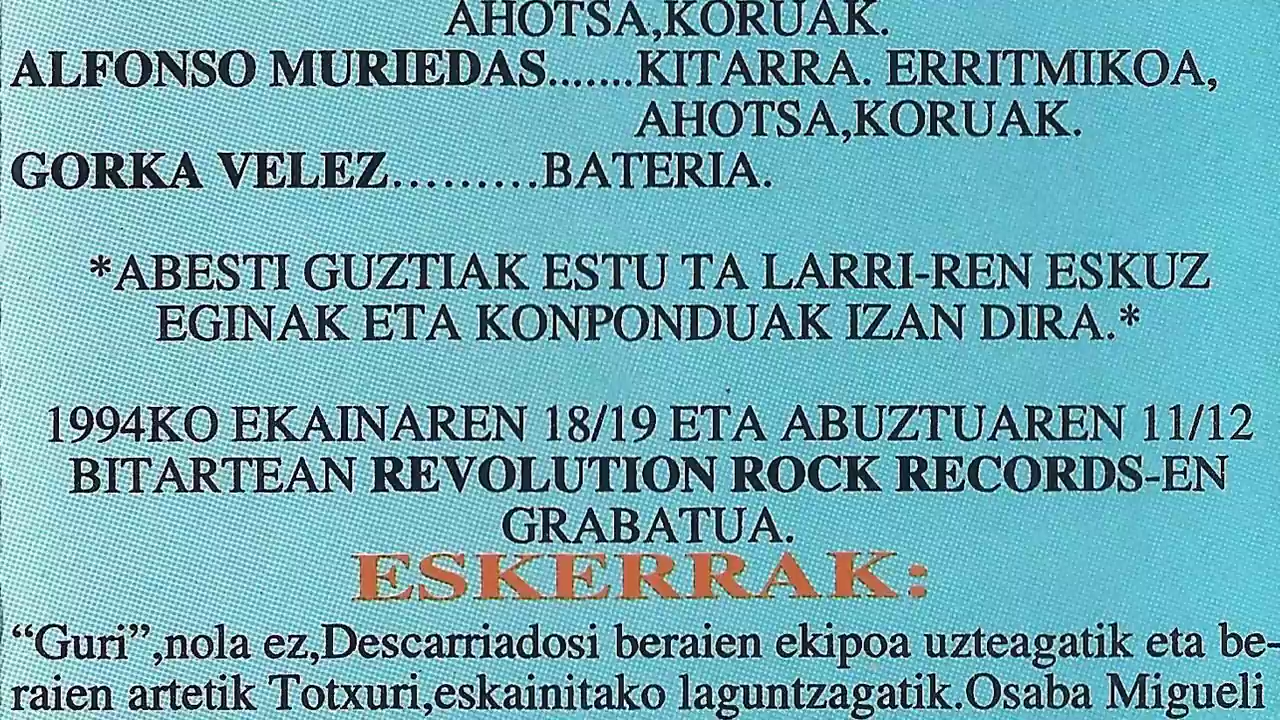 AHOTSA,KORUAK.
ALFONSO MURIEDAS.......KITARRA. ERRITMIKOA,
AHOTSA,KORUAK.
GORKA VELEZ.........BATERIA.
*ABESTI GUZTIAK ESTU TA LARRI-REN ESKUZ
EGINAK ETA KONPONDUAK IZAN DIRA.*
1994KO EKAINAREN 18/19 ETA ABUZTUAREN 11/12
BITARTEAN REVOLUTION ROCK RECORDS-EN
GRABATUA.
ESKERRAK:
“Guri”,nola ez,Descarriadosi beraien ekipoa uzteagatik eta be-
raien artetik Totxuri,eskainitako laguntzagatik.Osaba Migueli